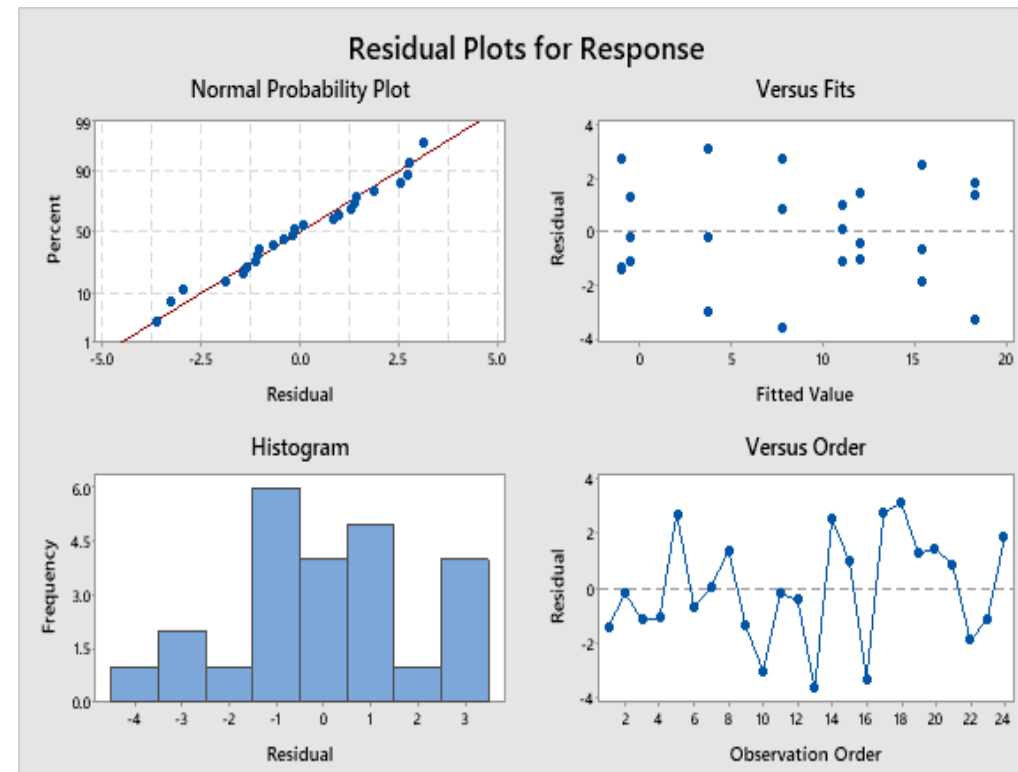 Residual Plots for Response
Normal Probability Plot
99
90
50
10
1
Percent
-5.0 -2.5 0.0 2.5 5.0
Residual
Versus Fits
4
2
0
-2
-4
Residual
0 5 10 15 20
Fitted Value
Histogram
6.0
4.5
3.0
1.5
0.0
Frequency
-4 -3 -2 -1 0 1 2 3
Residual
Versus Order
4
2
0
-2
-4
Residual
2 4 6 8 10 12 14 16 18 20 22 24
Observation Order